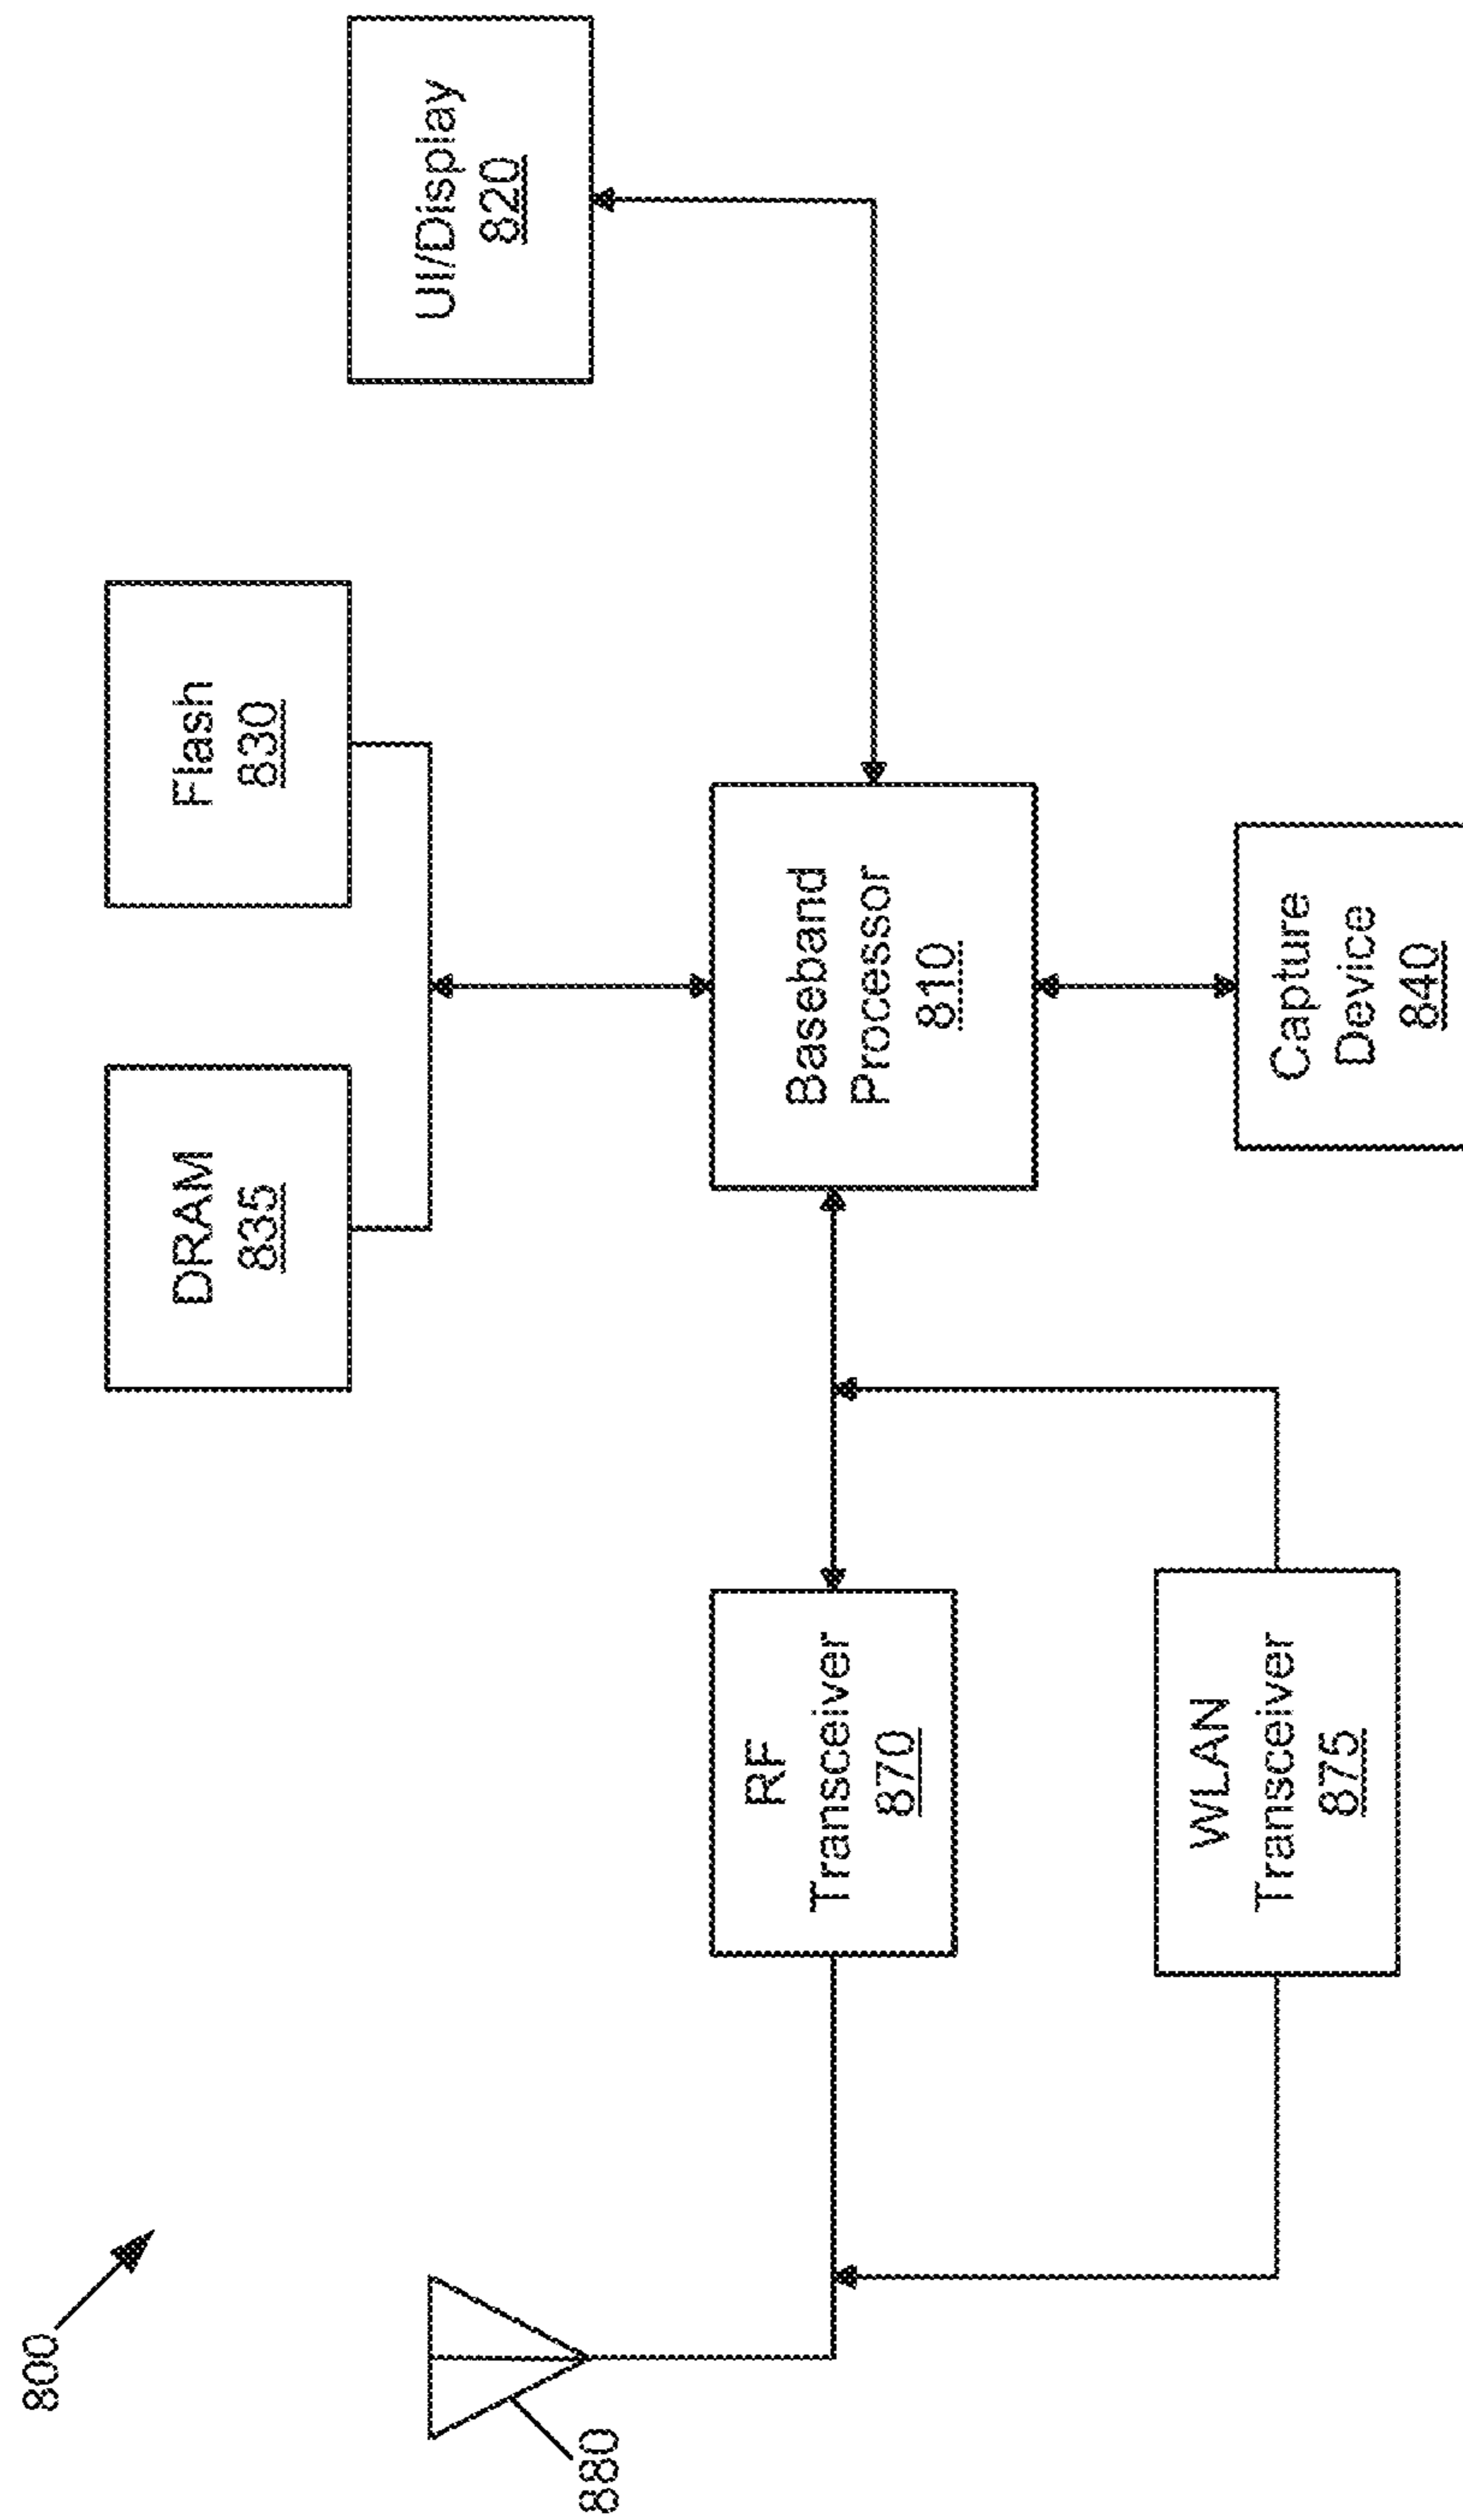 800
880
DRAM
835
Flash
830
UI/Display
820
RF
Transceiver
870
Baseband
Processor
810
WLAN
Transceiver
875
Capture
Device
840